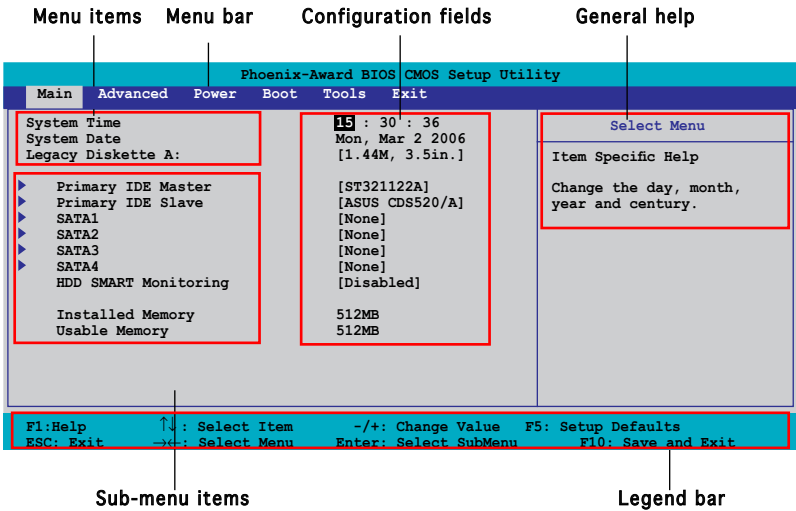 Menu items Menu bar Configuration fields General help
Phoenix-Award BIOS CMOS Setup Utility
Main Advanced Power Boot Tools Exit
System Time 15 : 30 : 36
System Date Mon, Mar 2 2006
Legacy Diskette A: [1.44M, 3.5in.]
Primary IDE Master [ST321122A]
Primary IDE Slave [ASUS CDS520/A]
SATA1 [None]
SATA2 [None]
SATA3 [None]
SATA4 [None]
HDD SMART Monitoring [Disabled]
Installed Memory 512MB
Usable Memory 512MB
Select Menu
Item Specific Help
Change the day, month,
year and century.
F1:Help ↑↓: Select Item -/+: Change Value F5: Setup Defaults
ESC: Exit →←: Select Menu Enter: Select SubMenu F10: Save and Exit
Sub-menu items Legend bar